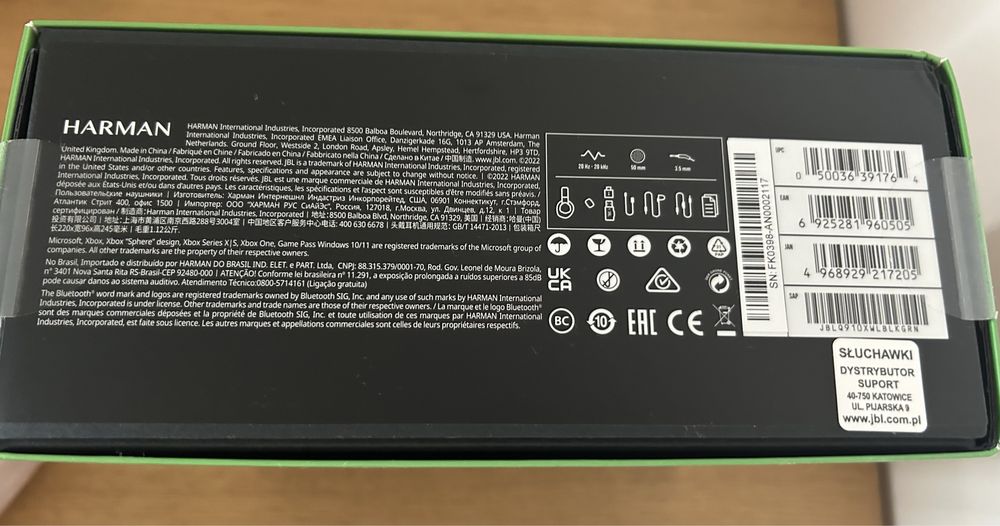 HARMAN
HARMAN International Industries, Incorporated 8500 Balboa Boulevard, Northridge, CA 91329 USA. Harman
International Industries, Incorporated EMEA Liaison Office, Danzigerkade 16G, 1013 AP Amsterdam, The
Netherlands. Ground Floor, Westside 2, London Road, Apsley, Hemel Hempstead, Hertfordshire, HP3 9TD,
United Kingdom. Made in China / Fabriqué en Chine / Fabricado en China / Fabbricato nella China / Сделано в Китае / 中国制造. www.jbl.com. ©2022
HARMAN International Industries, Incorporated. All rights reserved. JBL is a trademark of HARMAN International Industries, Incorporated, registered
in the United States and/or other countries. Features, specifications and appearance are subject to change without notice. | ©2022 HARMAN
International Industries, Incorporated. Tous droits réservés. JBL est une marque commerciale de HARMAN International Industries, Incorporated,
déposée aux États-Unis et/ou dans d'autres pays. Les caractéristiques, les spécifications et l'aspect sont susceptibles d'être modifiés sans préavis. /
Пользовательские наушники | Изготовитель: Харман Интернешнл Индастриз Инкорпорейтед, США, 06901 Коннектикут, г.Стэмфорд,
Атлантик Стрит 400, офис 1500 | Импортер: ООО "ХАРМАН РУС СиАйЭс", Россия, 127018, г.Москва, ул. Двинцев, д.12, к 1 | Товар
сертифицирован / 制造商:Harman International Industries, Incorporated | 地址:8500 Balboa Blvd, Northridge, CA 91329, 美国 | 经销商: 哈曼(中国)
投资有限公司 | 地址:上海市黄浦区南京西路288号3004室 | 中国地区客户服务中心电话: 400 630 6678 | 头戴耳机通用规范: GB/T 14471-2013 | 包装箱尺
长220x宽96x高245毫米 | 毛重1.12公斤.
Microsoft, Xbox, Xbox "Sphere" design, Xbox Series X|S, Xbox One, Game Pass Windows 10/11 are registered trademarks of the Microsoft group of
companies. All other trademarks are the property of their respective owners.
No Brasil, Importado e distribuído por HARMAN DO BRASIL IND. ELET. e PART. Ltda, CNPJ: 88.315.379/0001-70, Rod. Gov. Leonel de Moura Brizola,
n° 3401 Nova Santa Rita RS-Brasil-CEP 92480-000 | ATENÇÃO! Conforme lei brasileira n° 11.291, a exposição prolongada a ruídos superiores a 85dB
pode causar danos ao sistema auditivo. Atendimento Técnico:0800-5714161 (Ligação gratuita)
The Bluetooth® word mark and logos are registered trademarks owned by Bluetooth SIG, Inc. and any use of such marks by HARMAN International
Industries, Incorporated is under license. Other trademarks and trade names are those of their respective owners. / La marque et le logo Bluetooth®
sont des marques commerciales déposées et la propriété de Bluetooth SIG, Inc. et toute utilisation de ces marques par HARMAN International
Industries, Incorporated, est faite sous licence. Les autres marques et appellations commerciales sont celles de leurs propriétaires respectifs.
20 Hz - 20 kHz
50 mm
3.5 mm
PAP
UK
CA
BC
10
EAC
CE
SN: FK0398-AN0002117
UPC
0 50036 39176 4
EAN
6 925281 960505
JAN
4 968929 217205
SAP
JBLQ910XWLBLKGRN
SŁUCHAWKI
DYSTRYBUTOR
SUPORT
40-750 KATOWICE
UL. PIJARSKA 9
www.jbl.com.pl